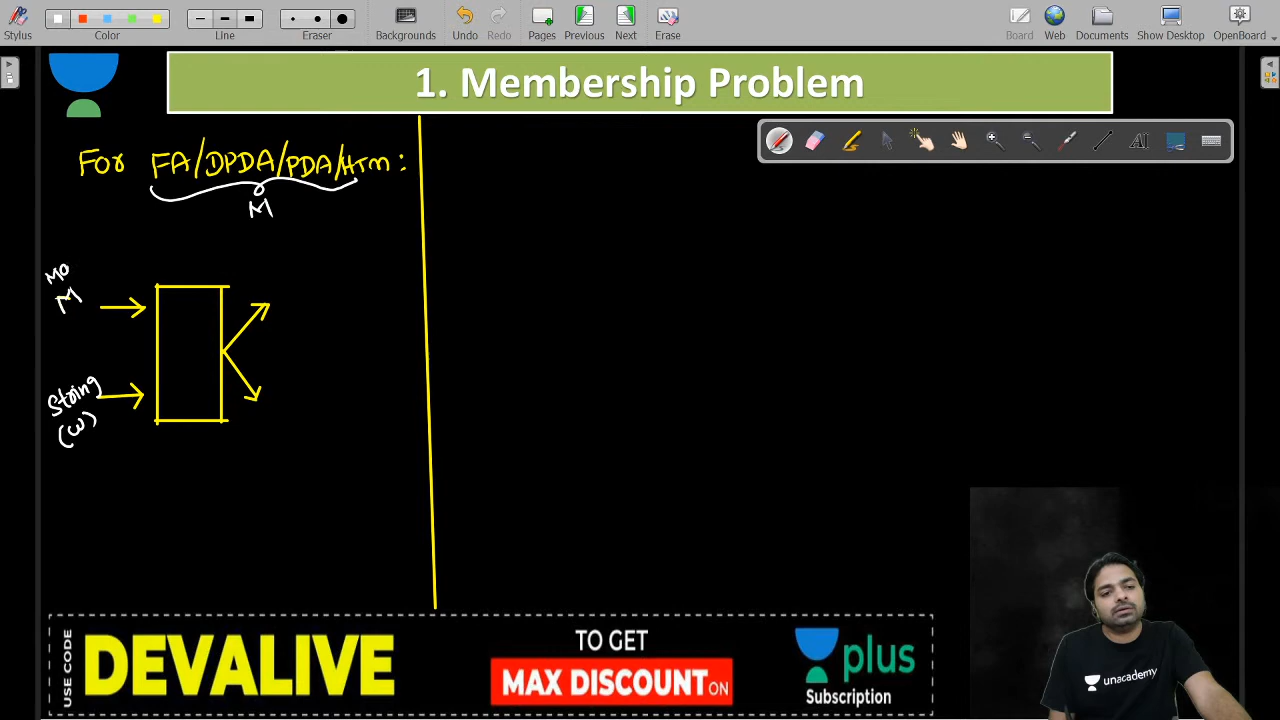 Stylus
Color
Line
Eraser
Backgrounds
Undo
Redo
Pages
Previous
Next
Erase
Board
Web
Documents
Show Desktop
OpenBoard
1. Membership Problem
For FA/DPDA/PDA/HTM:
M
Mo
M
String
(w)
USE CODE
DEVALIVE
TO GET
MAX DISCOUNT ON
plus
Subscription
unacademy